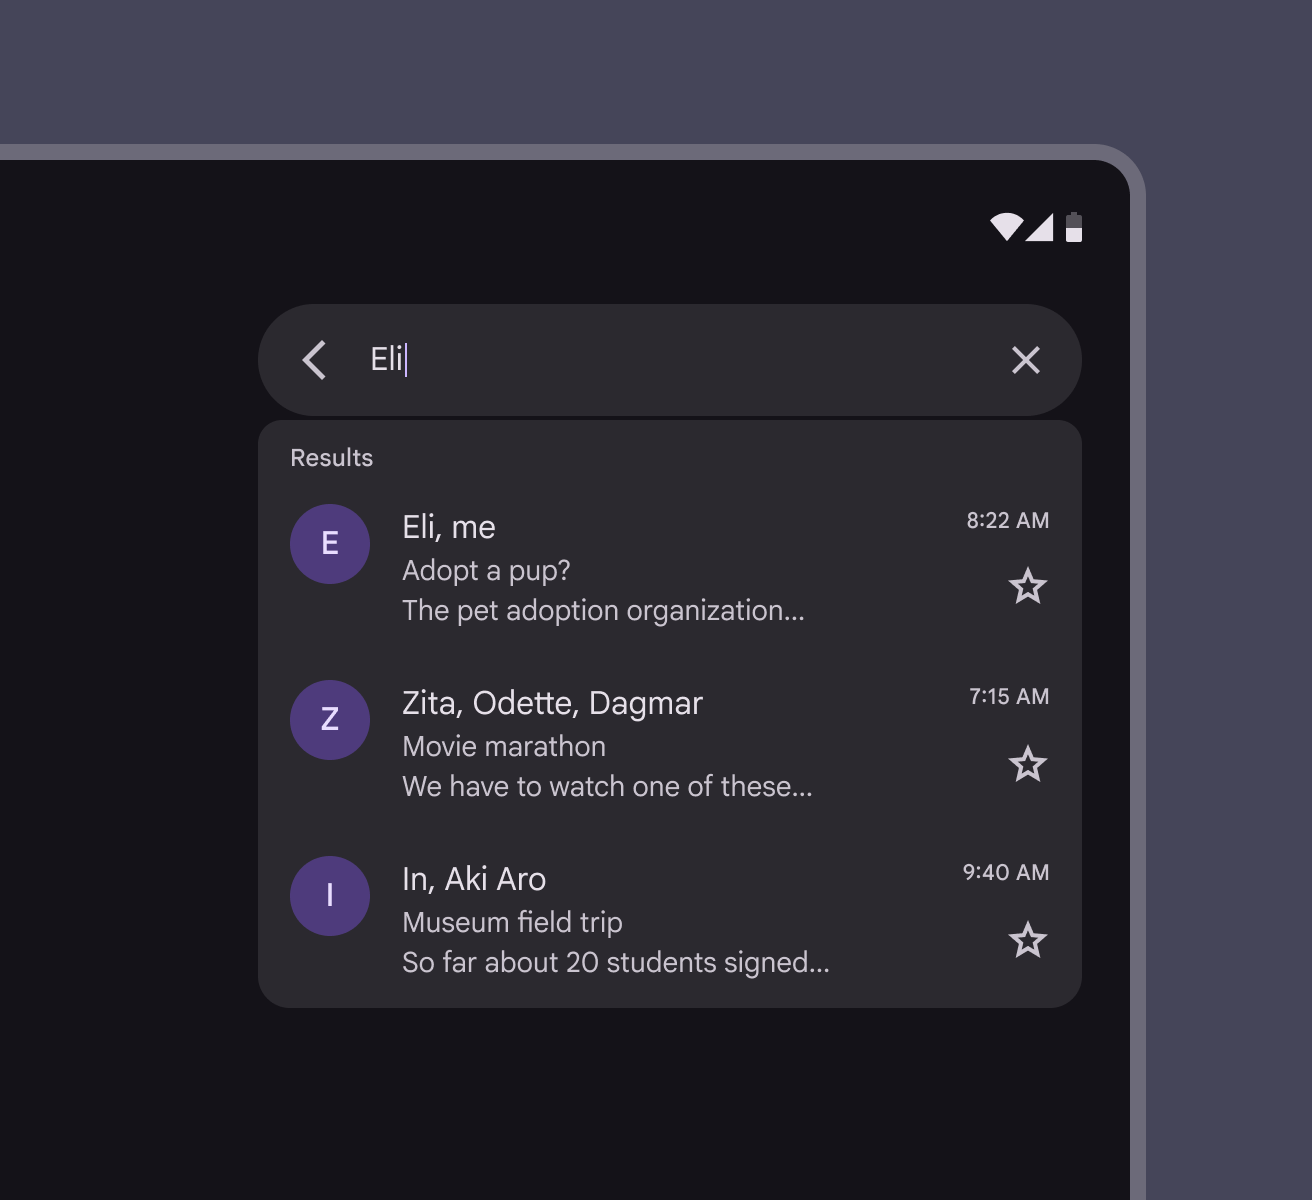 Eli
Results
E
Eli, me
8:22 AM
Adopt a pup?
The pet adoption organization...
Z
Zita, Odette, Dagmar
7:15 AM
Movie marathon
We have to watch one of these...
I
In, Aki Aro
9:40 AM
Museum field trip
So far about 20 students signed...